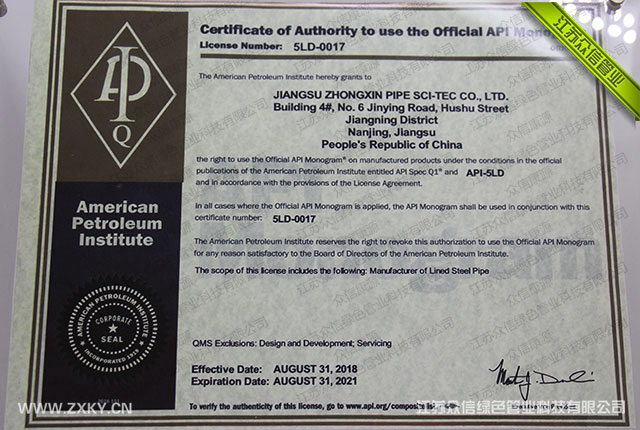 Certificate of Authority to use the Official API Mono
License Number: 5LD-0017
江苏众信管业
The American Petroleum Institute hereby grants to
JIANGSU ZHONGXIN PIPE SCI-TEC CO., LTD.
Building 4#, No. 6 Jinying Road, Hushu Street
Jiangning District
Nanjing, Jiangsu
People's Republic of China
the right to use the Official API Monogram® on manufactured products under the conditions in the official
publications of the American Petroleum Institute entitled API Spec Q1® and API-5LD
and in accordance with the provisions of the License Agreement.
In all cases where the Official API Monogram is applied, the API Monogram shall be used in conjunction with this
certificate number: 5LD-0017
The American Petroleum Institute reserves the right to revoke this authorization to use the Official API Monogram
for any reason satisfactory to the Board of Directors of the American Petroleum Institute.
The scope of this license includes the following: Manufacturer of Lined Steel Pipe
QMS Exclusions: Design and Development; Servicing
Effective Date: AUGUST 31, 2018
Expiration Date: AUGUST 31, 2021
To verify the authenticity of this license, go to www.api.org/compositelist
API
Q
American
Petroleum
Institute
AMERICAN PETROLEUM INSTITUTE
CORPORATE
SEAL
INCORPORATED 1919
WWW.ZXKY.CN
江苏众信绿色管业科技有限公司